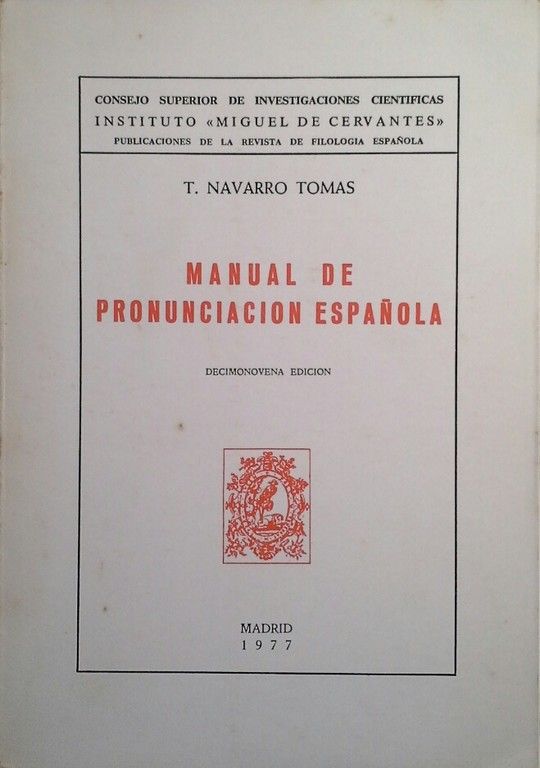 CONSEJO SUPERIOR DE INVESTIGACIONES CIENTIFICAS
INSTITUTO «MIGUEL DE CERVANTES»
PUBLICACIONES DE LA REVISTA DE FILOLOGIA ESPAÑOLA
T. NAVARRO TOMAS
MANUAL DE
PRONUNCIACION ESPAÑOLA
DECIMONOVENA EDICION
MADRID
1977